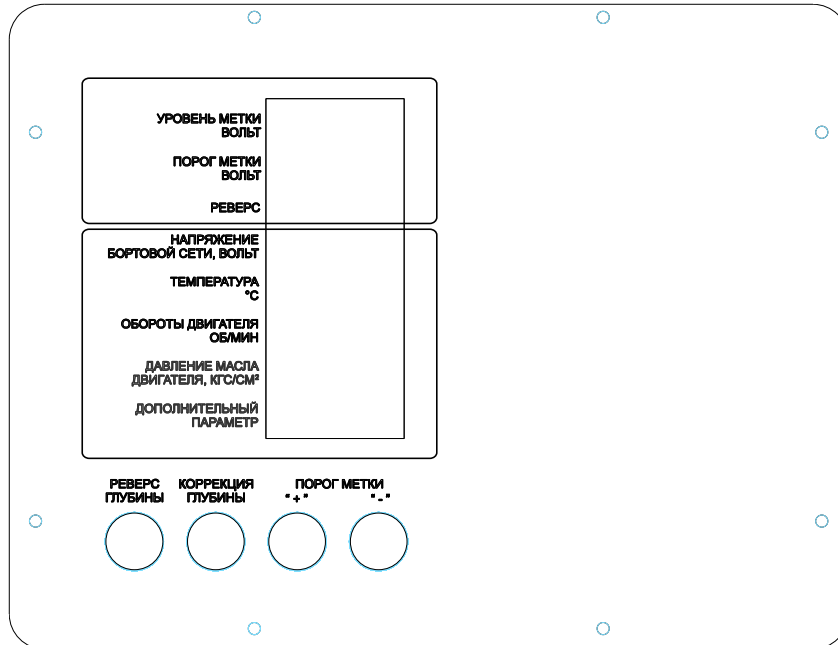 УРОВЕНЬ МЕТКИ
ВОЛЬТ
ПОРОГ МЕТКИ
ВОЛЬТ
РЕВЕРС
НАПРЯЖЕНИЕ
БОРТОВОЙ СЕТИ, ВОЛЬТ
ТЕМПЕРАТУРА
°С
ОБОРОТЫ ДВИГАТЕЛЯ
ОБ/МИН
ДАВЛЕНИЕ МАСЛА
ДВИГАТЕЛЯ, КГС/СМ²
ДОПОЛНИТЕЛЬНЫЙ
ПАРАМЕТР
РЕВЕРС КОРРЕКЦИЯ ПОРОГ МЕТКИ
ГЛУБИНЫ ГЛУБИНЫ "+" "-"